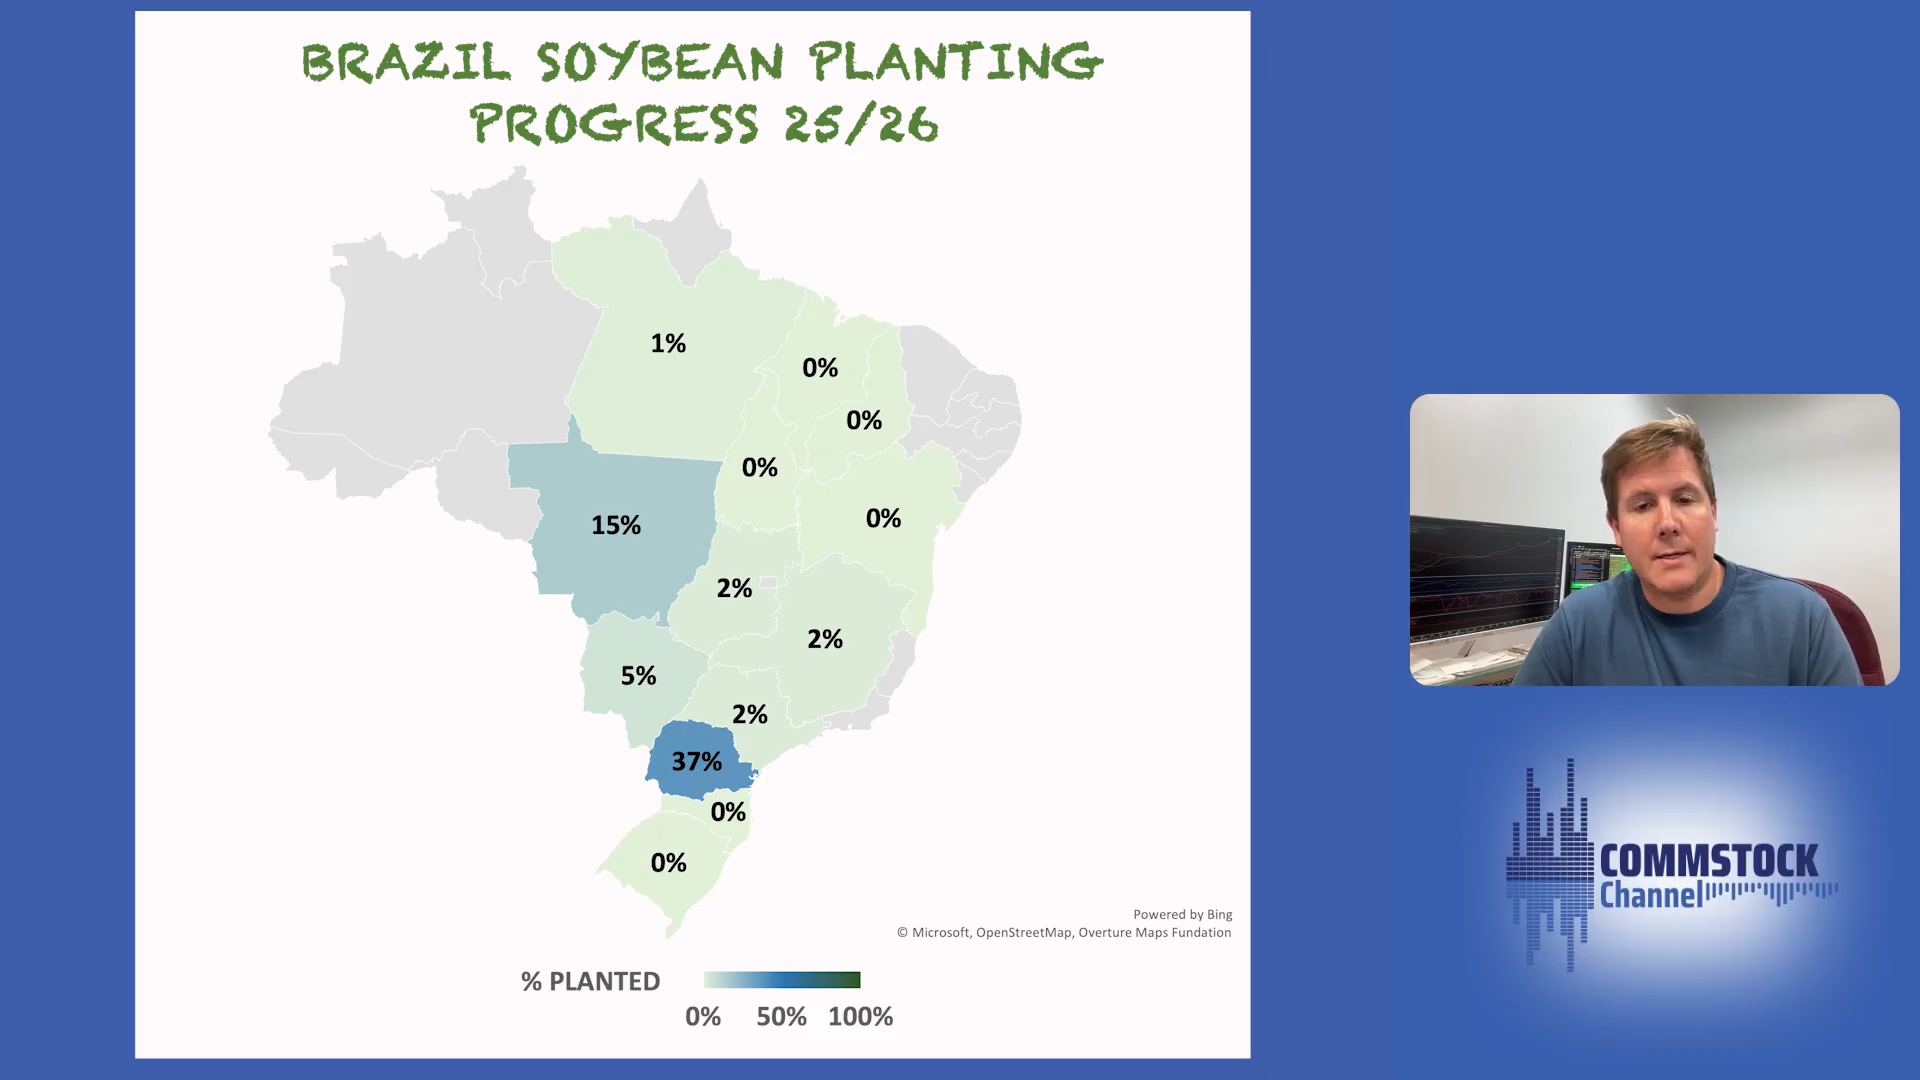 BRAZIL SOYBEAN PLANTING
PROGRESS 25/26
1%
0%
0%
0%
15%
0%
2%
2%
5%
2%
37%
0%
0%
Powered by Bing
© Microsoft, OpenStreetMap, Overture Maps Fundation
% PLANTED
0% 50% 100%
COMMSTOCK
Channel